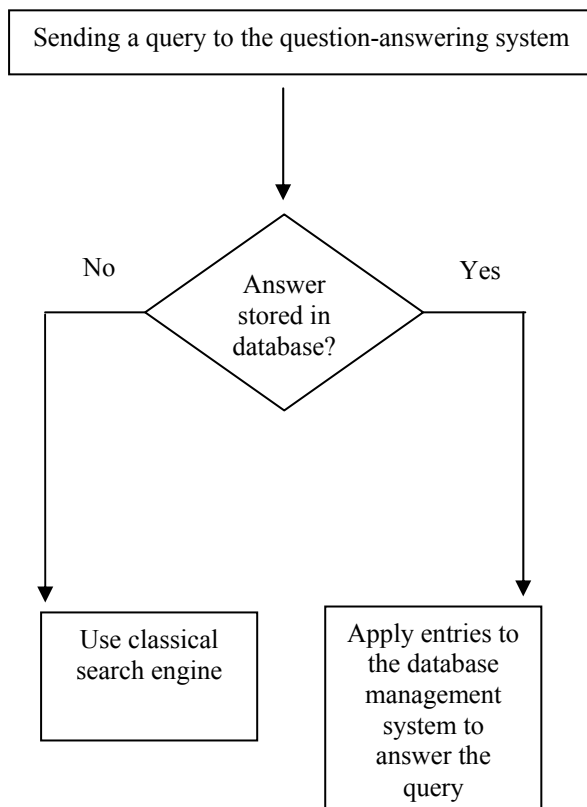 Sending a query to the question-answering system
No
Yes
Answer
stored in
database?
Use classical
search engine
Apply entries to
the database
management
system to
answer the
query